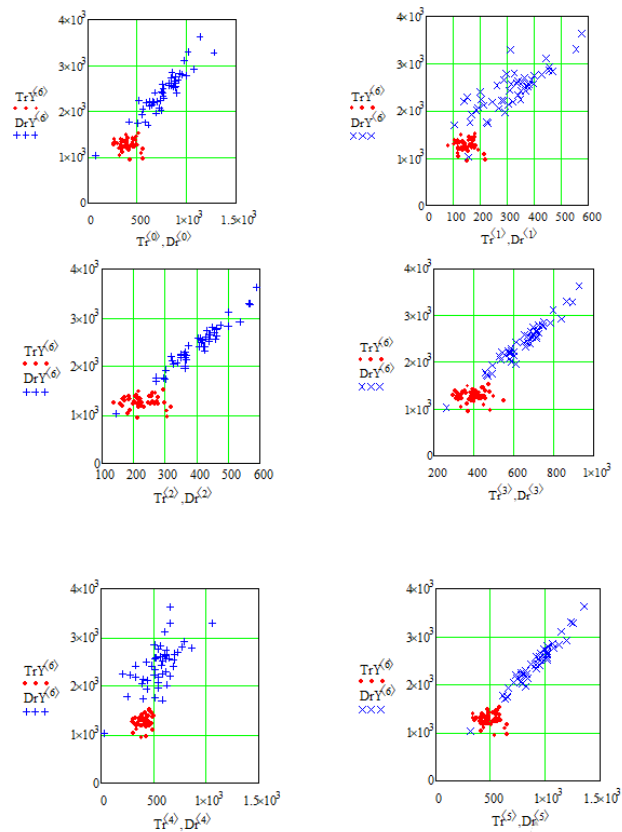 4×10³
3×10³
TrY⟨6⟩
2×10³
DrY⟨6⟩
+++
1×10³
0
0 500 1×10³ 1.5×10³
Tr⟨0⟩,Dr⟨0⟩
4×10³
3×10³
TrY⟨6⟩
2×10³
DrY⟨6⟩
×××
1×10³
0
0 100 200 300 400 500 600
Tr⟨1⟩,Dr⟨1⟩
4×10³
3×10³
TrY⟨6⟩
2×10³
DrY⟨6⟩
+++
1×10³
0
100 200 300 400 500 600
Tr⟨2⟩,Dr⟨2⟩
4×10³
3×10³
TrY⟨6⟩
2×10³
DrY⟨6⟩
×××
1×10³
0
200 400 600 800 1×10³
Tr⟨3⟩,Dr⟨3⟩
4×10³
3×10³
TrY⟨6⟩
2×10³
DrY⟨6⟩
+++
1×10³
0
0 500 1×10³ 1.5×10³
Tr⟨4⟩,Dr⟨4⟩
4×10³
3×10³
TrY⟨6⟩
2×10³
DrY⟨6⟩
×××
1×10³
0
0 500 1×10³ 1.5×10³
Tr⟨5⟩,Dr⟨5⟩